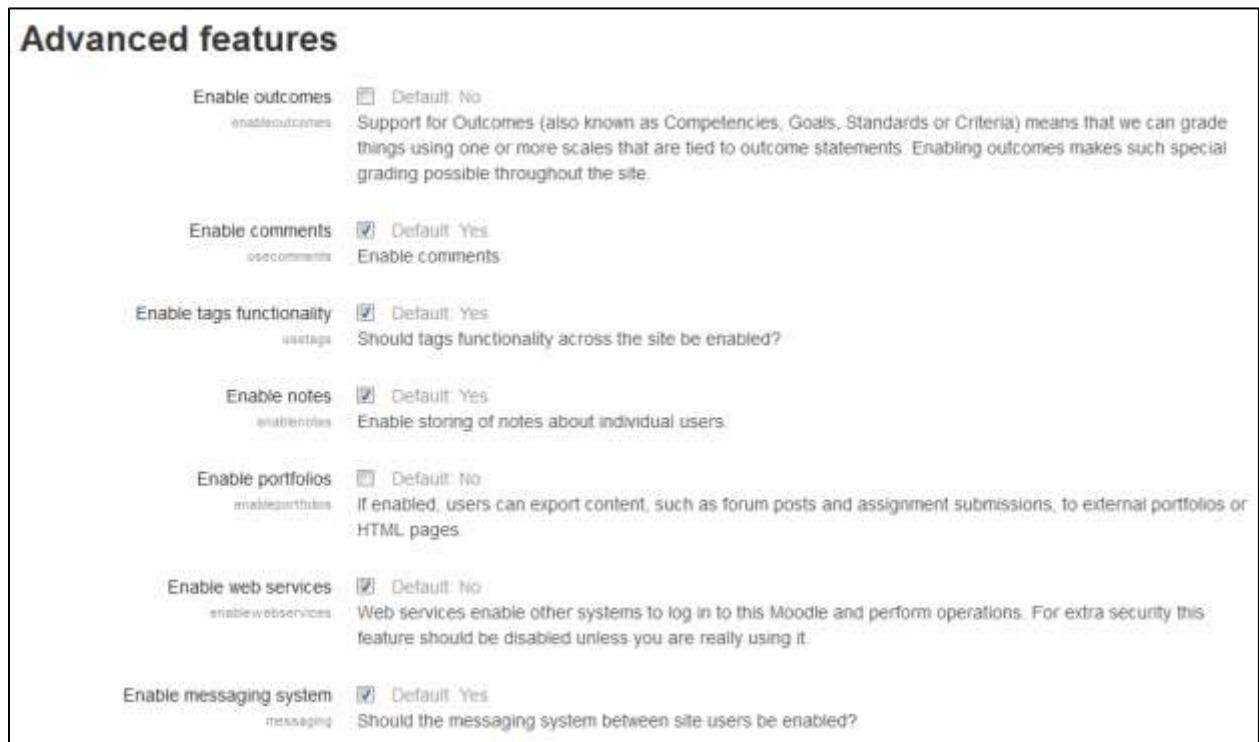 Advanced features
Enable outcomes Default: No
enableoutcomes
Support for Outcomes (also known as Competencies, Goals, Standards or Criteria) means that we can grade
things using one or more scales that are tied to outcome statements. Enabling outcomes makes such special
grading possible throughout the site.
Enable comments Default: Yes
usecomments Enable comments
Enable tags functionality Default: Yes
usetags Should tags functionality across the site be enabled?
Enable notes Default: Yes
enablenotes Enable storing of notes about individual users.
Enable portfolios Default: No
enableportfolios If enabled, users can export content, such as forum posts and assignment submissions, to external portfolios or
HTML pages.
Enable web services Default: No
enablewebservices Web services enable other systems to log in to this Moodle and perform operations. For extra security this
feature should be disabled unless you are really using it.
Enable messaging system Default: Yes
messaging Should the messaging system between site users be enabled?